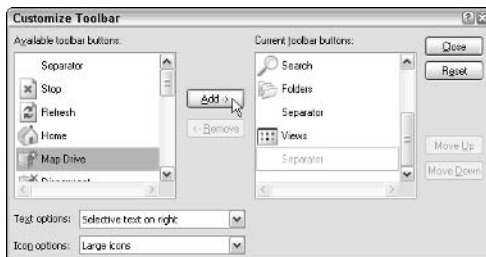 Customize Toolbar
Available toolbar buttons:
Separator
Stop
Refresh
Home
Map Drive
Disconnect
Add ->
<- Remove
Current toolbar buttons:
Search
Folders
Separator
Views
Separator
Close
Reset
Move Up
Move Down
Text options:
Selective text on right
Icon options:
Large icons